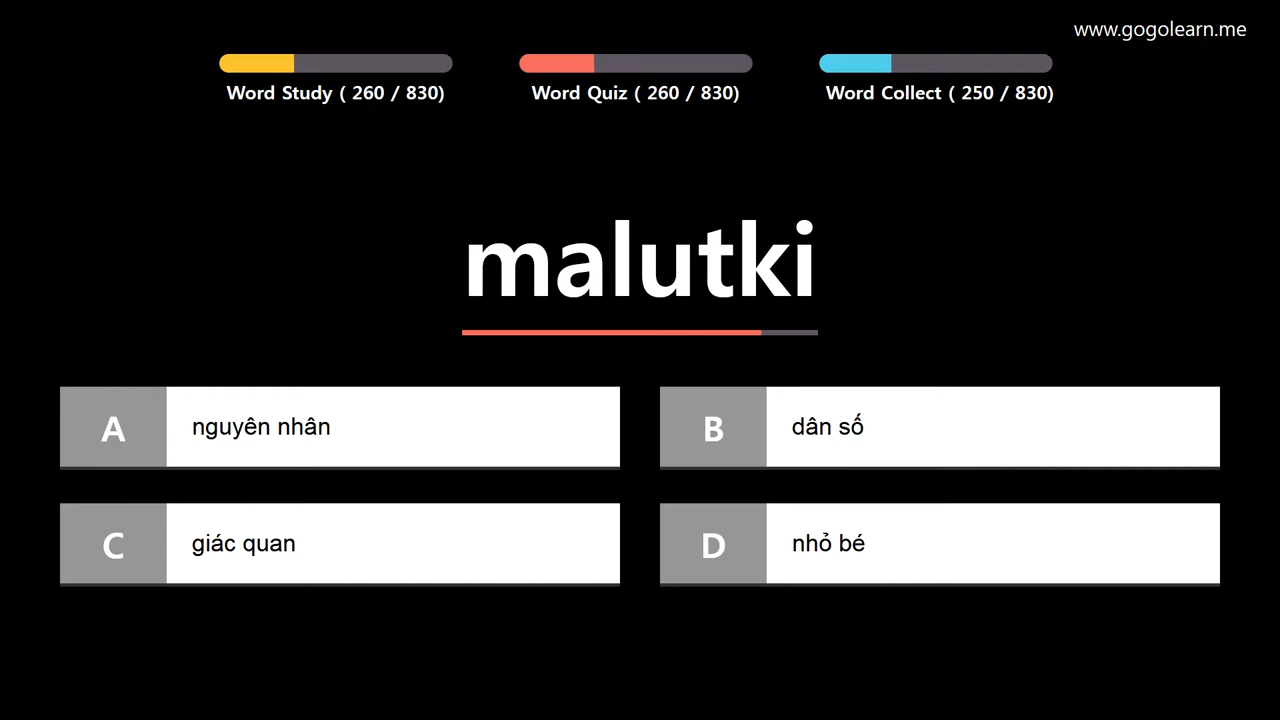 www.gogolearn.me
Word Study ( 260 / 830)
Word Quiz ( 260 / 830)
Word Collect ( 250 / 830)
malutki
A
nguyên nhân
B
dân số
C
giác quan
D
nhỏ bé